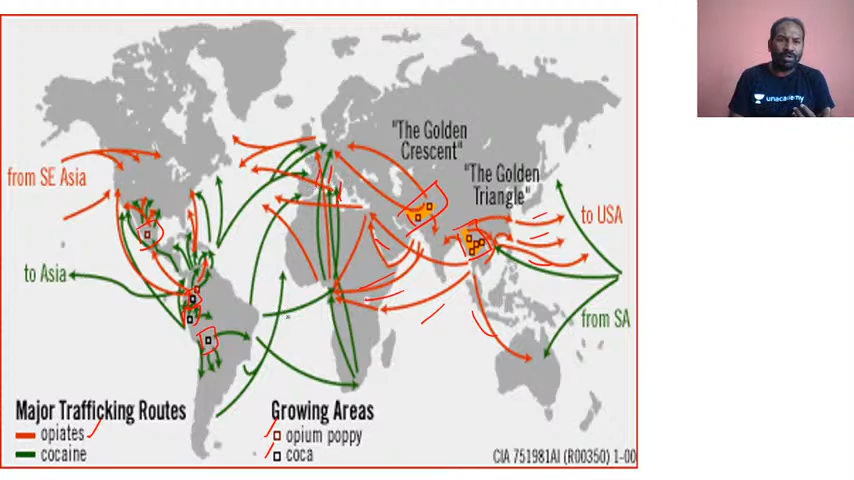 "The Golden
Crescent"
"The Golden
Triangle"
from SE Asia
to USA
to Asia
from SA
Major Trafficking Routes
opiates
cocaine
Growing Areas
opium poppy
coca
CIA 751981AI (R00350) 1-00
unacademy